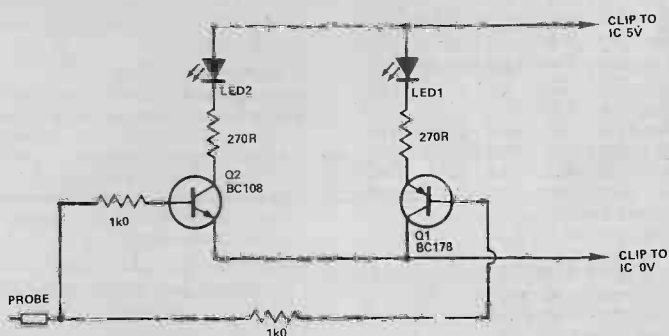 CLIP TO
IC 5V
LED2
LED1
270R
270R
Q2
BC108
1k0
Q1
BC178
CLIP TO
IC 0V
PROBE
1k0